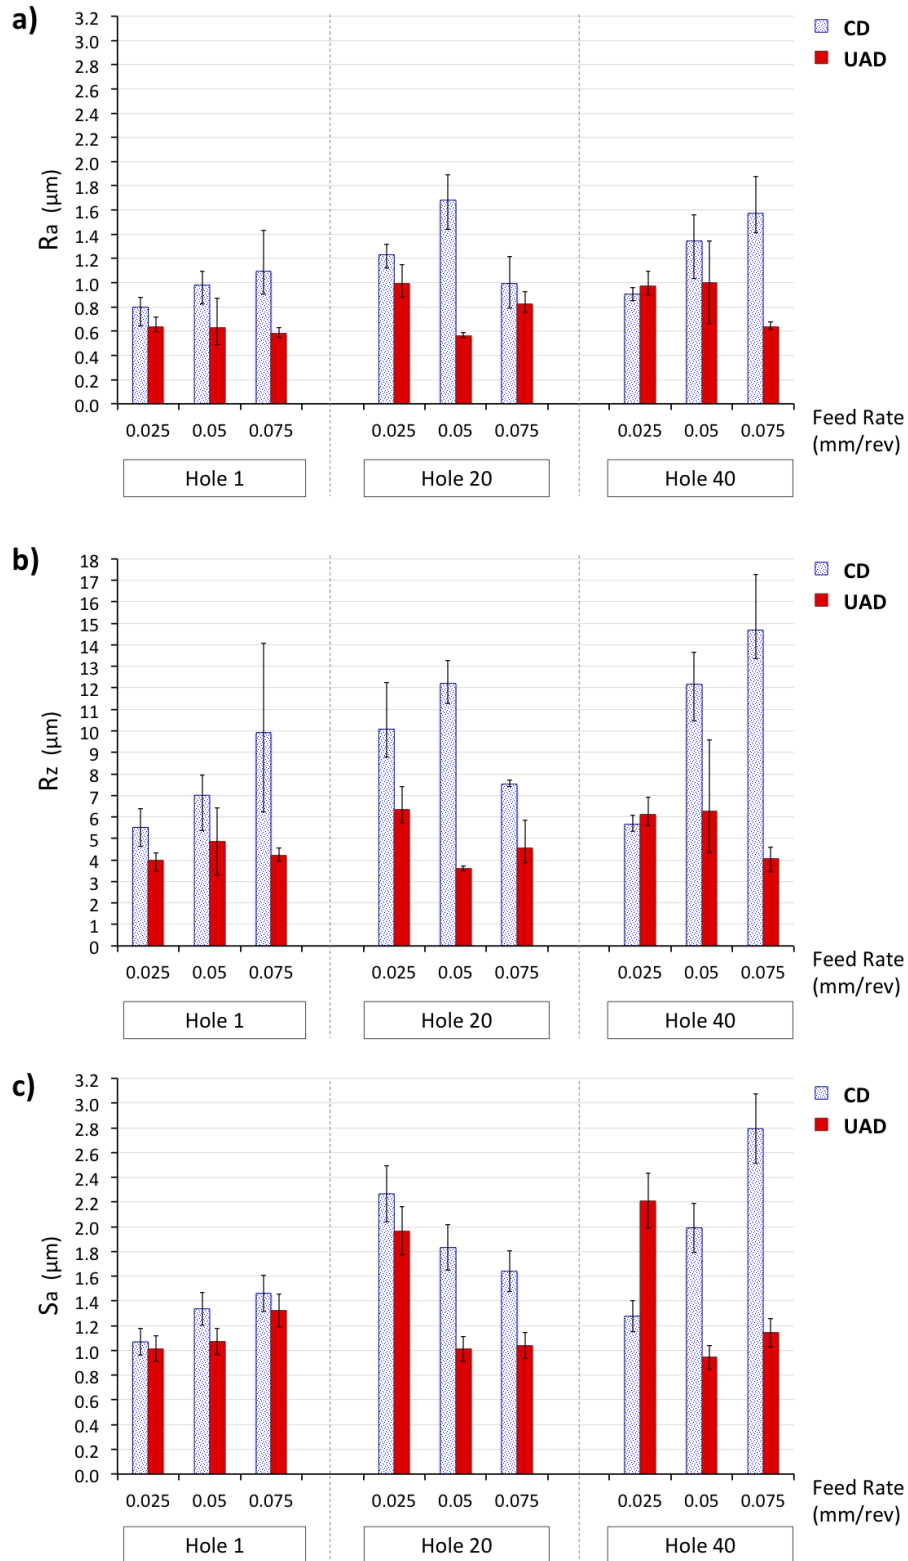 a)
3.2
3.0
2.8
2.6
2.4
2.2
2.0
1.8
1.6
1.4
1.2
1.0
0.8
0.6
0.4
0.2
0.0
Ra (μm)
CD
UAD
0.025 0.05 0.075 0.025 0.05 0.075 0.025 0.05 0.075
Feed Rate
(mm/rev)
Hole 1 Hole 20 Hole 40
b)
18
17
16
15
14
13
12
11
10
9
8
7
6
5
4
3
2
1
0
Rz (μm)
CD
UAD
0.025 0.05 0.075 0.025 0.05 0.075 0.025 0.05 0.075
Feed Rate
(mm/rev)
Hole 1 Hole 20 Hole 40
c)
3.2
3.0
2.8
2.6
2.4
2.2
2.0
1.8
1.6
1.4
1.2
1.0
0.8
0.6
0.4
0.2
0.0
Sa (μm)
CD
UAD
0.025 0.05 0.075 0.025 0.05 0.075 0.025 0.05 0.075
Feed Rate
(mm/rev)
Hole 1 Hole 20 Hole 40